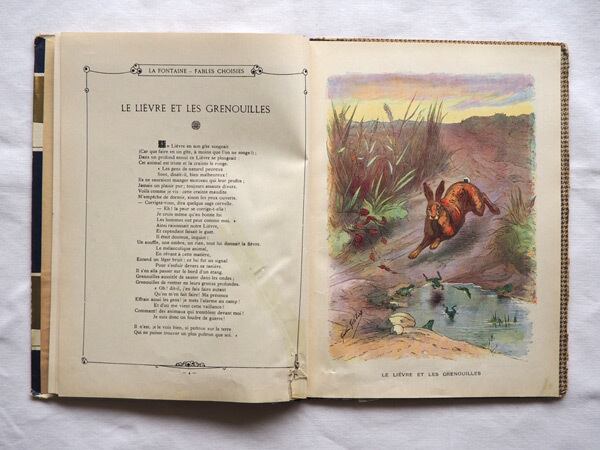 LA FONTAINE - FABLES CHOISIES
LE LIÈVRE ET LES GRENOUILLES
Un Lièvre en son gîte songeait
(Car que faire en un gîte, à moins que l'on ne songe?);
Dans un profond ennui ce Lièvre se plongeait
Cet animal est triste et la crainte le ronge.
« Les gens de naturel peureux
Sont, disait-il, bien malheureux!
Ils ne sauraient manger morceau qui leur profite;
Jamais un plaisir pur; toujours assauts divers.
Voilà comme je vis : cette crainte maudite
M'empêche de dormir, sinon les yeux ouverts.
— Corrigez-vous, dira quelque sage cervelle.
— Eh! la peur se corrige-t-elle?
Je crois même qu'en bonne foi
Les hommes ont peur comme moi. »
Ainsi raisonnait notre Lièvre,
Et cependant faisait le guet.
Il était douteux, inquiet :
Un souffle, une ombre, un rien, tout lui donnait la fièvre.
Le mélancolique animal,
En rêvant à cette matière,
Entend un léger bruit : ce lui fut un signal
Pour s'enfuir devers sa tanière.
Il s'en alla passer sur le bord d'un étang.
Grenouilles aussitôt de sauter dans les ondes;
Grenouilles de rentrer en leurs grottes profondes.
« Oh! dit-il, j'en fais faire autant
Qu'on m'en fait faire! Ma présence
Effraie aussi les gens! je mets l'alarme au camp!
Et d'où me vient cette vaillance?
Comment! des animaux qui tremblent devant moi!
Je suis donc un foudre de guerre!
Il n'est, je le vois bien, si poltron sur la terre
Qui ne puisse trouver un plus poltron que soi. »
- 4 -
LE LIÈVRE ET LES GRENOUILLES